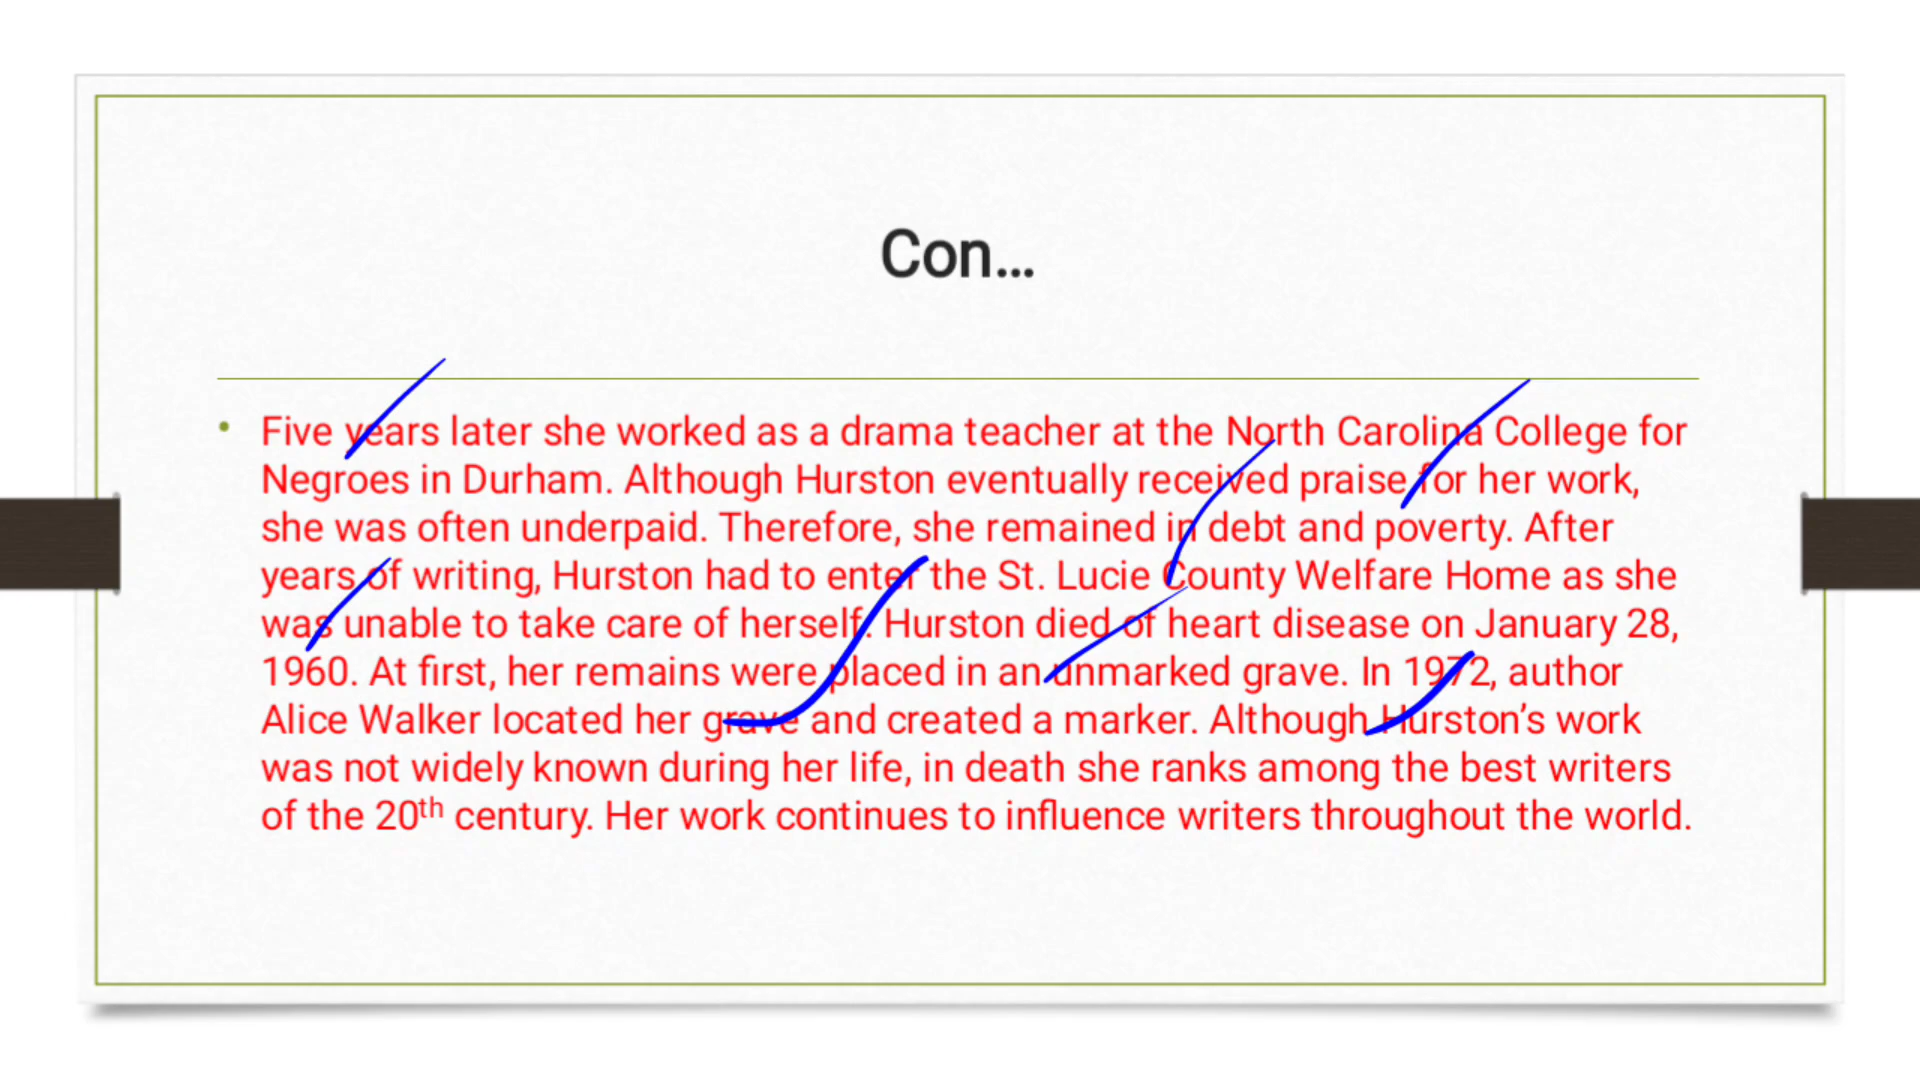 Con...
• Five years later she worked as a drama teacher at the North Carolina College for
Negroes in Durham. Although Hurston eventually received praise for her work,
she was often underpaid. Therefore, she remained in debt and poverty. After
years of writing, Hurston had to enter the St. Lucie County Welfare Home as she
was unable to take care of herself. Hurston died of heart disease on January 28,
1960. At first, her remains were placed in an unmarked grave. In 1972, author
Alice Walker located her grave and created a marker. Although Hurston’s work
was not widely known during her life, in death she ranks among the best writers
of the 20th century. Her work continues to influence writers throughout the world.